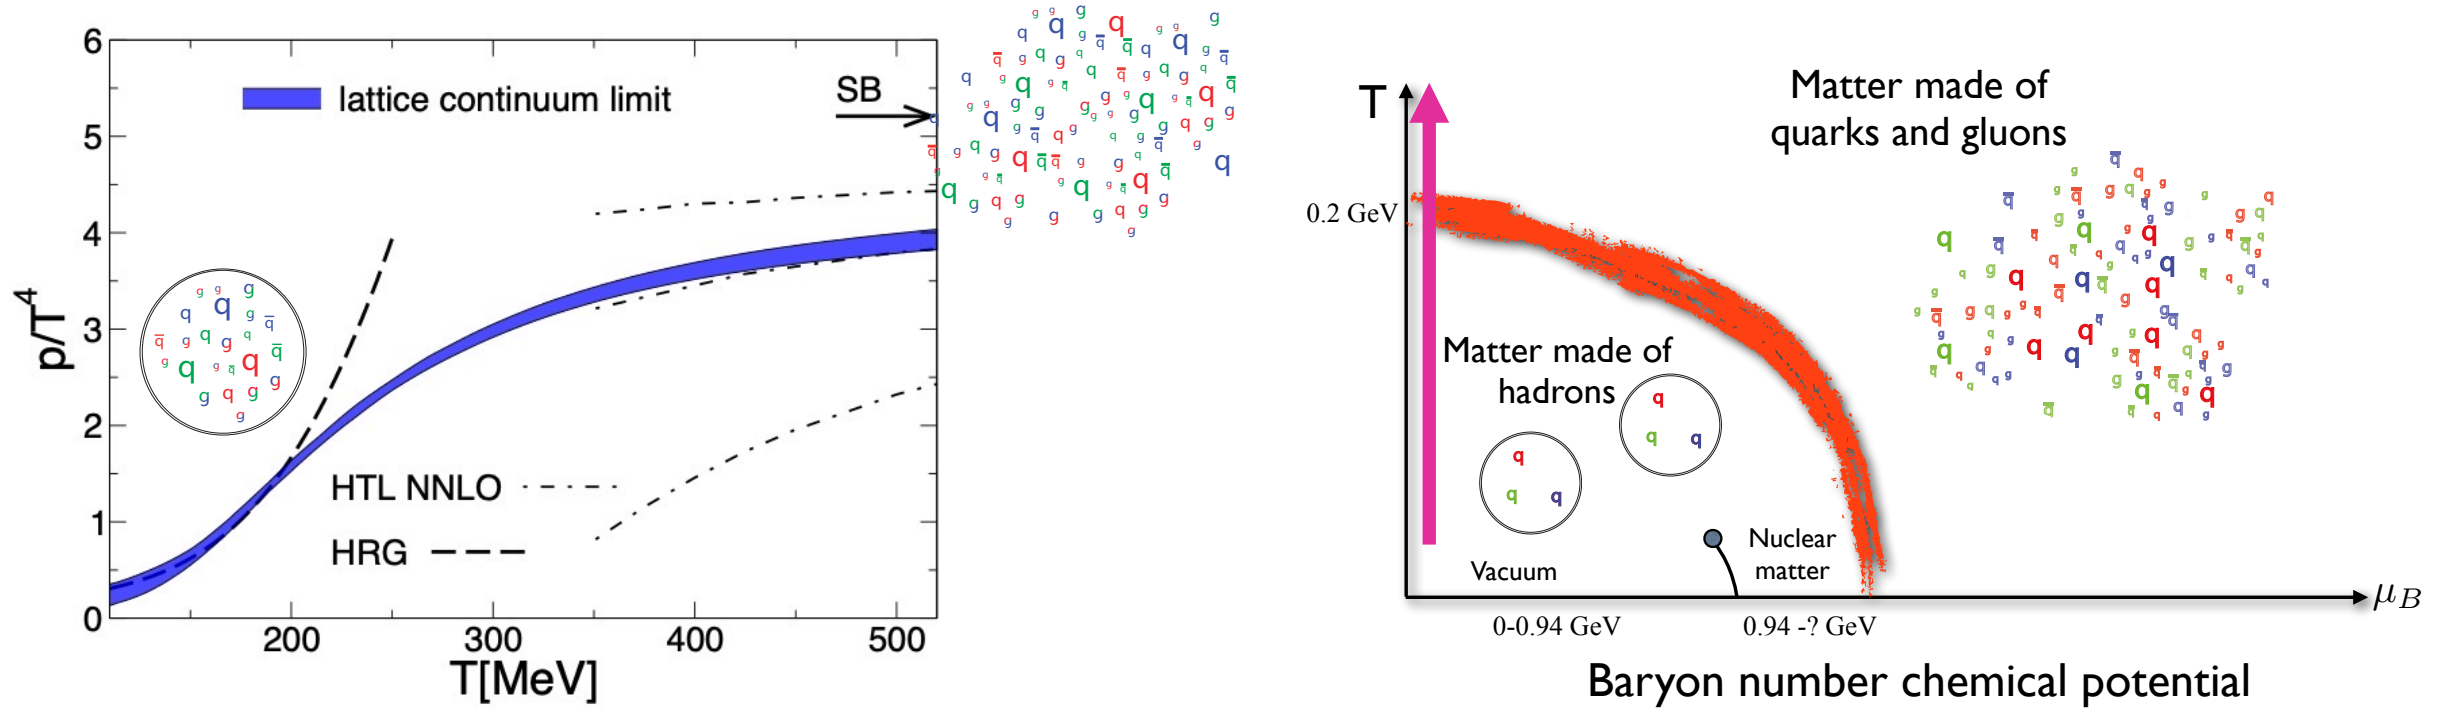 6
5
4
3
2
1
0
p/T⁴
lattice continuum limit
SB
HTL NNLO
HRG
200
300
400
500
T[MeV]
T
0.2 GeV
Matter made of
quarks and gluons
Matter made of
hadrons
q
q
q
q
q
q
Nuclear
matter
Vacuum
0-0.94 GeV
0.94 -? GeV
μ_B
Baryon number chemical potential